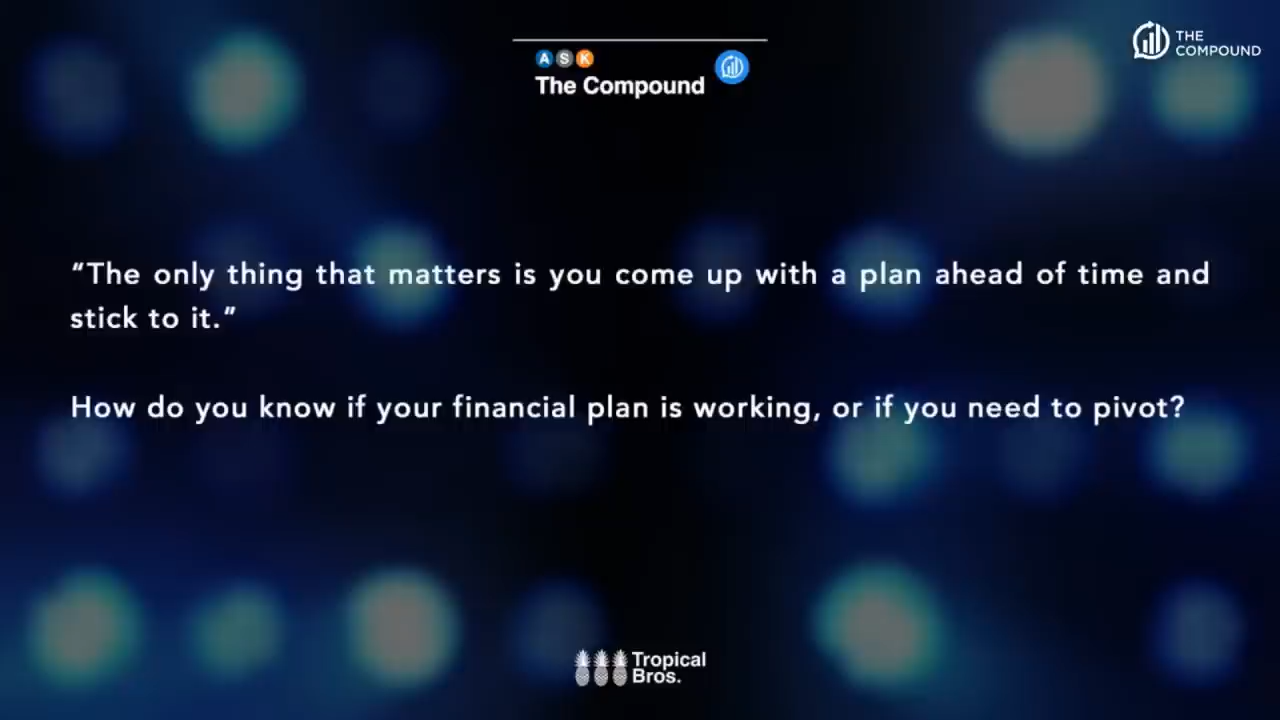 ASK
The Compound
THE
COMPOUND
“The only thing that matters is you come up with a plan ahead of time and
stick to it.”
How do you know if your financial plan is working, or if you need to pivot?
Tropical
Bros.